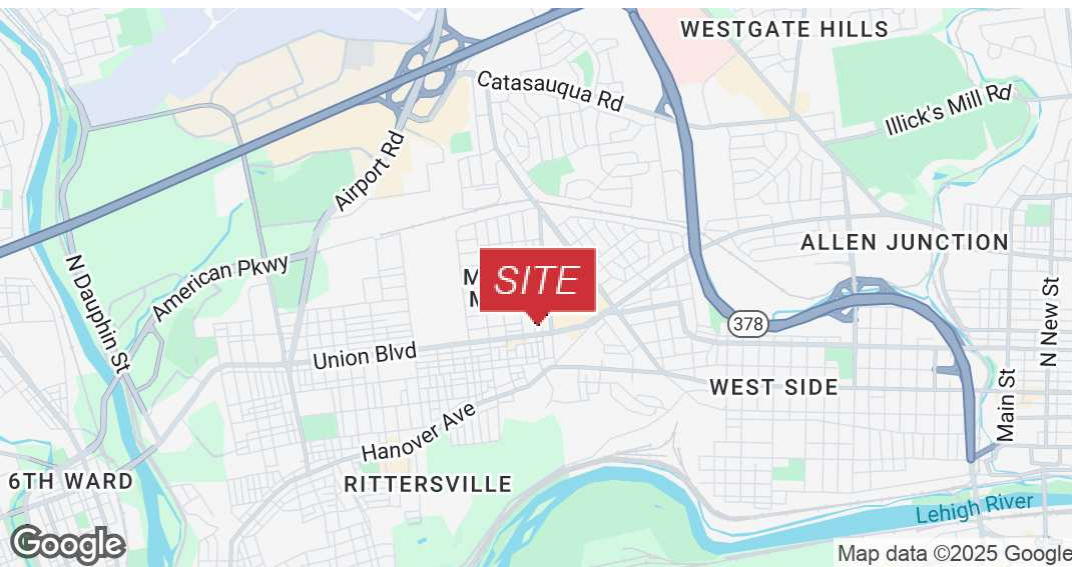 WESTGATE HILLS
Catasauqua Rd
Illick's Mill Rd
Airport Rd
ALLEN JUNCTION
N Dauphin St
American Pkwy
SITE
N New St
378
Union Blvd
WEST SIDE
Main St
Hanover Ave
6TH WARD
RITTERSVILLE
Lehigh River
Google
Map data ©2025 Google